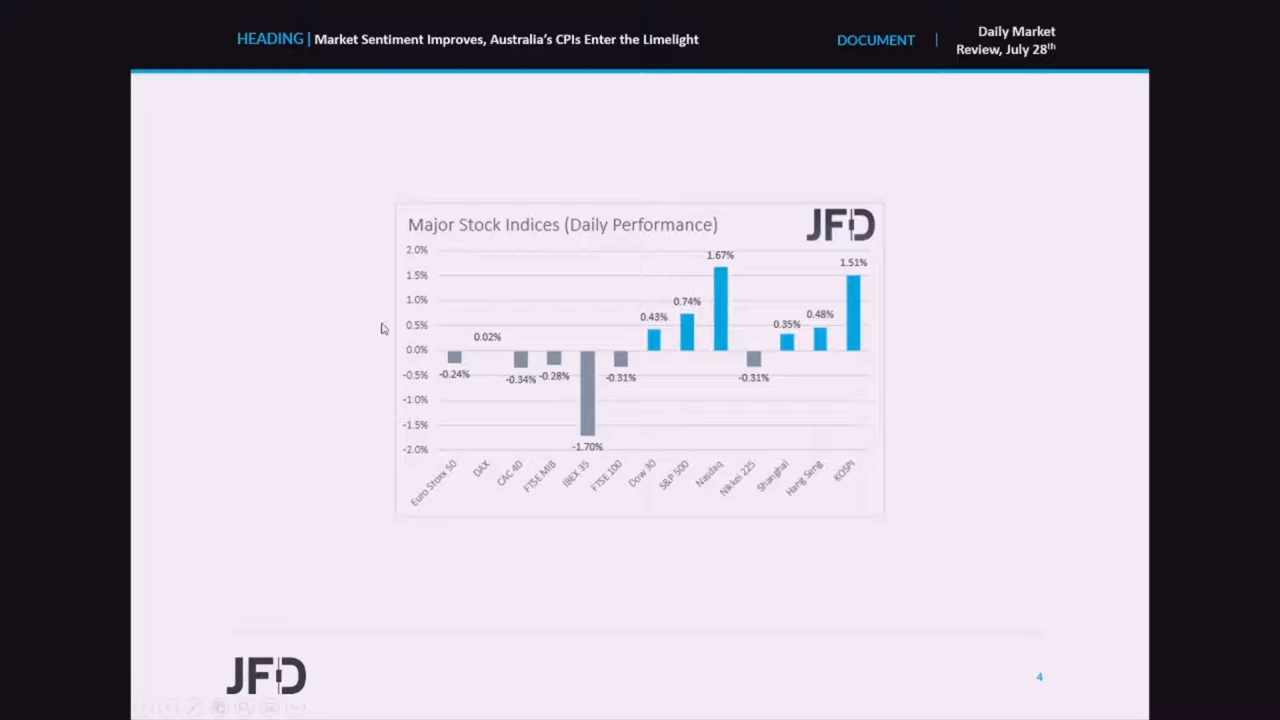 HEADING | Market Sentiment Improves, Australia's CPIs Enter the Limelight
DOCUMENT |
Daily Market
Review, July 28th
Major Stock Indices (Daily Performance)
JFD
2.0%
1.5%
1.0%
0.5%
0.0%
-0.5%
-1.0%
-1.5%
-2.0%
-0.24%
0.02%
-0.34%
-0.28%
-1.70%
-0.31%
0.43%
0.74%
1.67%
-0.31%
0.35%
0.48%
1.51%
Euro Stoxx 50
DAX
CAC 40
FTSE MIB
IBEX 35
FTSE 100
Dow 30
S&P 500
Nasdaq
Nikkei 225
Shanghai
Hang Seng
KOSPI
JFD
4